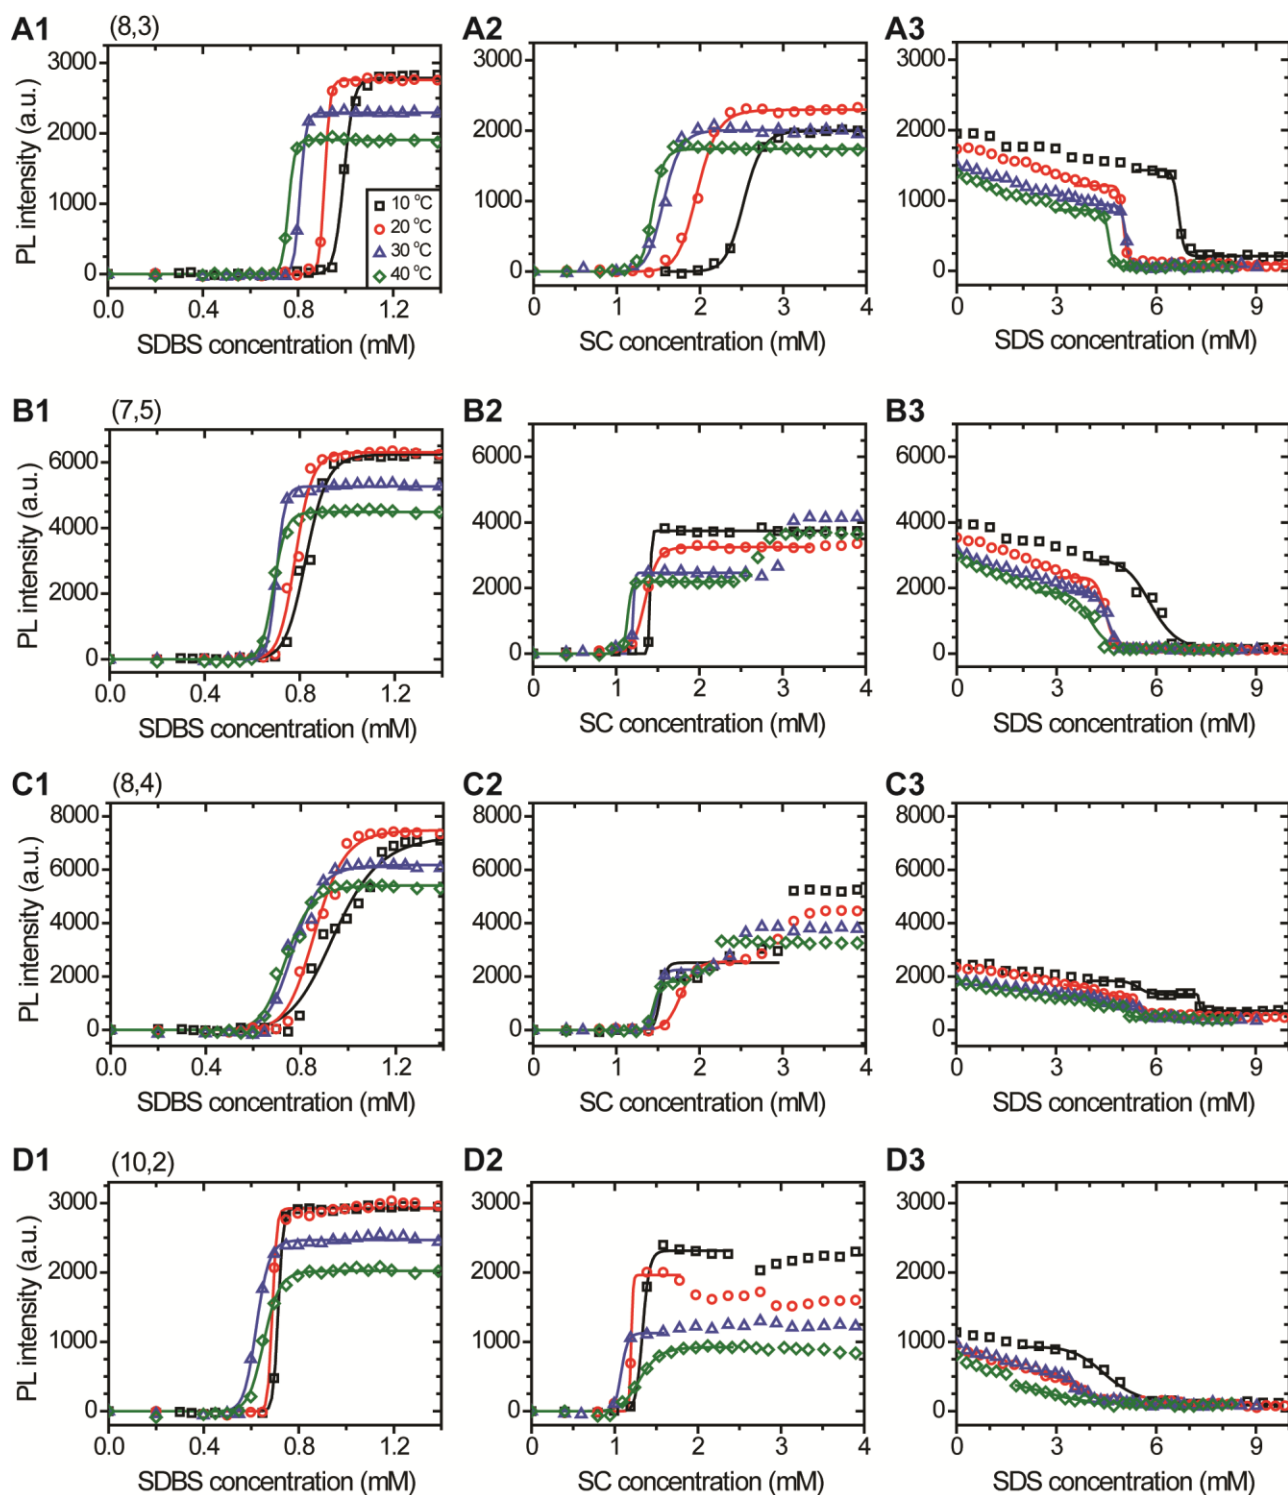 A1 (8,3) A2 A3
3000 3000 3000
2000 2000 2000
1000 1000 1000
0 0 0
PL intensity (a.u.)
10 °C
20 °C
30 °C
40 °C
0.0 0.4 0.8 1.2 0 1 2 3 4 0 3 6 9
SDBS concentration (mM) SC concentration (mM) SDS concentration (mM)
B1 (7,5) B2 B3
6000 6000 6000
4000 4000 4000
2000 2000 2000
0 0 0
PL intensity (a.u.)
0.0 0.4 0.8 1.2 0 1 2 3 4 0 3 6 9
SDBS concentration (mM) SC concentration (mM) SDS concentration (mM)
C1 (8,4) C2 C3
8000 8000 8000
6000 6000 6000
4000 4000 4000
2000 2000 2000
0 0 0
PL intensity (a.u.)
0.0 0.4 0.8 1.2 0 1 2 3 4 0 3 6 9
SDBS concentration (mM) SC concentration (mM) SDS concentration (mM)
D1 (10,2) D2 D3
3000 3000 3000
2000 2000 2000
1000 1000 1000
0 0 0
PL intensity (a.u.)
0.0 0.4 0.8 1.2 0 1 2 3 4 0 3 6 9
SDBS concentration (mM) SC concentration (mM) SDS concentration (mM)